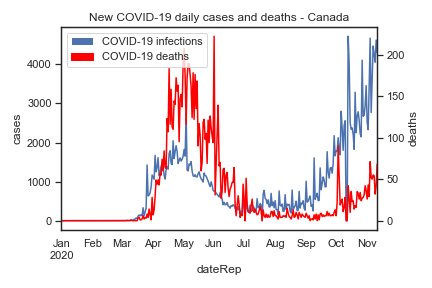 New COVID-19 daily cases and deaths - Canada
COVID-19 infections
COVID-19 deaths
cases
4000
3000
2000
1000
0
deaths
200
150
100
50
0
Jan Feb Mar Apr May Jun Jul Aug Sep Oct Nov
2020
dateRep